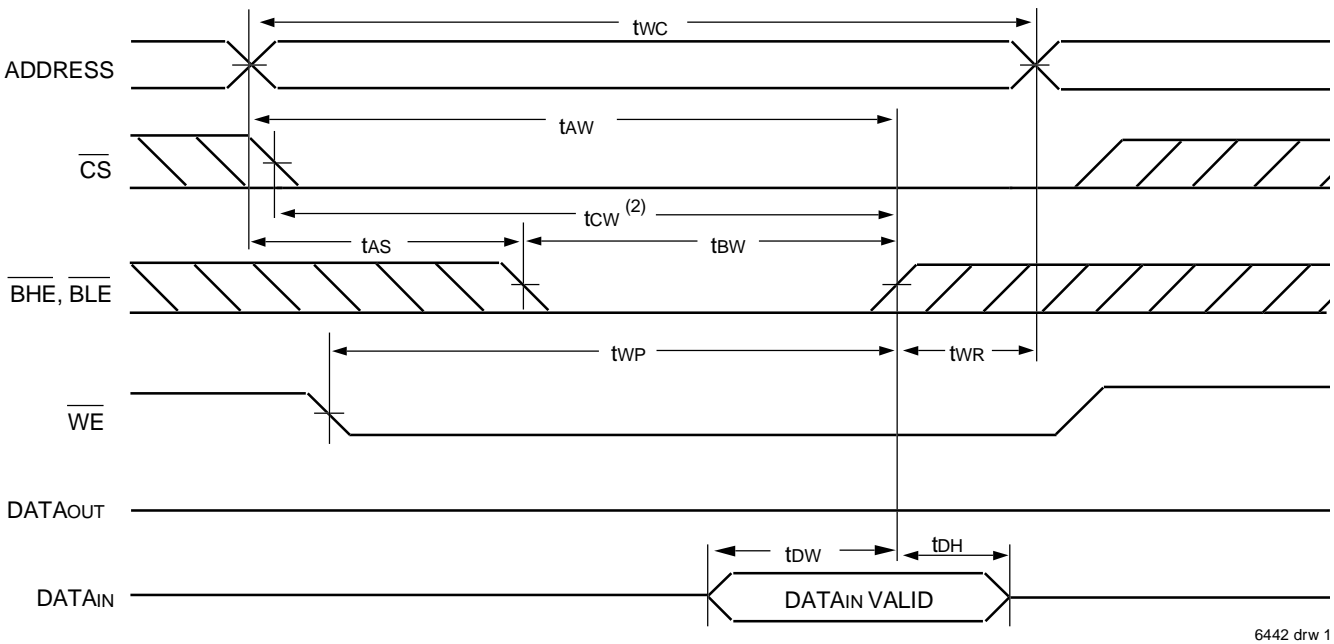 tWC
ADDRESS
tAW
CS
tCW (2)
tAS
tBW
BHE, BLE
tWP
tWR
WE
DATAOUT
tDW
tDH
DATAIN
DATAIN VALID
6442 drw 1